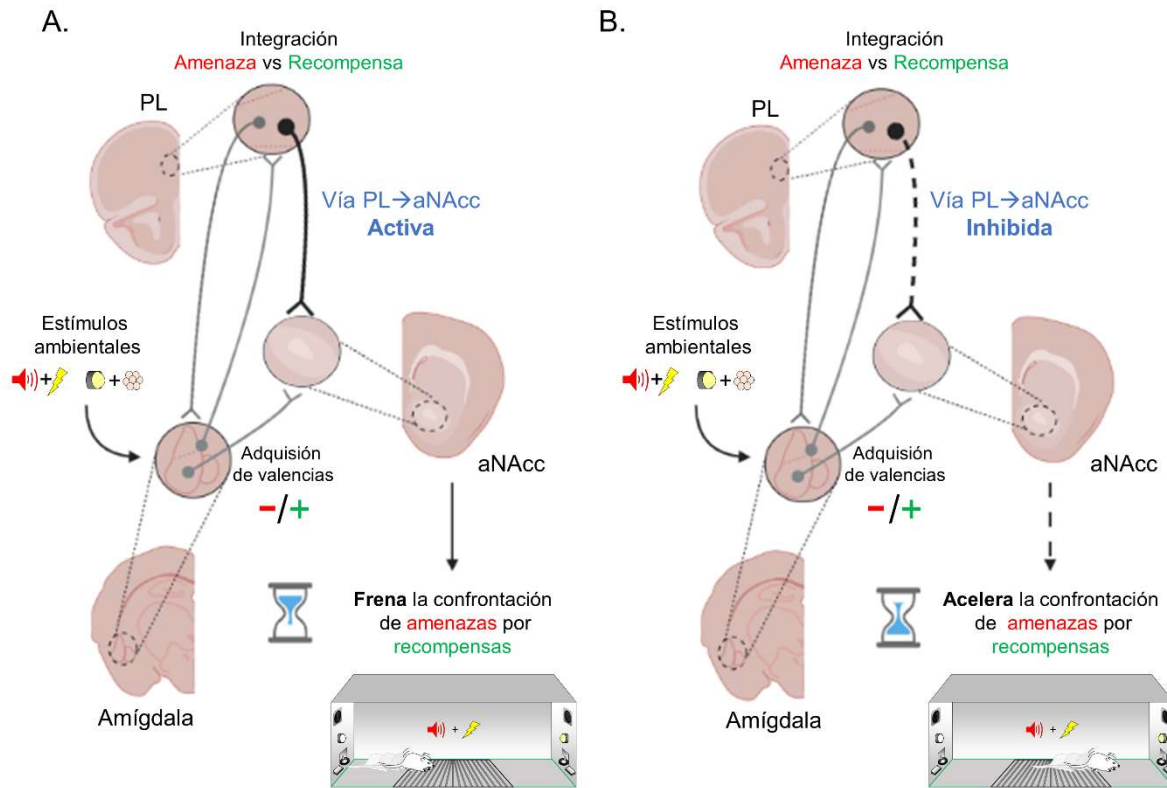 A.
Integración
Amenaza vs Recompensa
PL
Vía PL→aNAcc
Activa
Estímulos
ambientales
+
+
Adquisión
de valencias
-/+
aNAcc
Frena la confrontación
de amenazas por
recompensas
Amígdala
+
B.
Integración
Amenaza vs Recompensa
PL
Vía PL→aNAcc
Inhibida
Estímulos
ambientales
+
+
Adquisión
de valencias
-/+
aNAcc
Acelera la confrontación
de amenazas por
recompensas
Amígdala
+